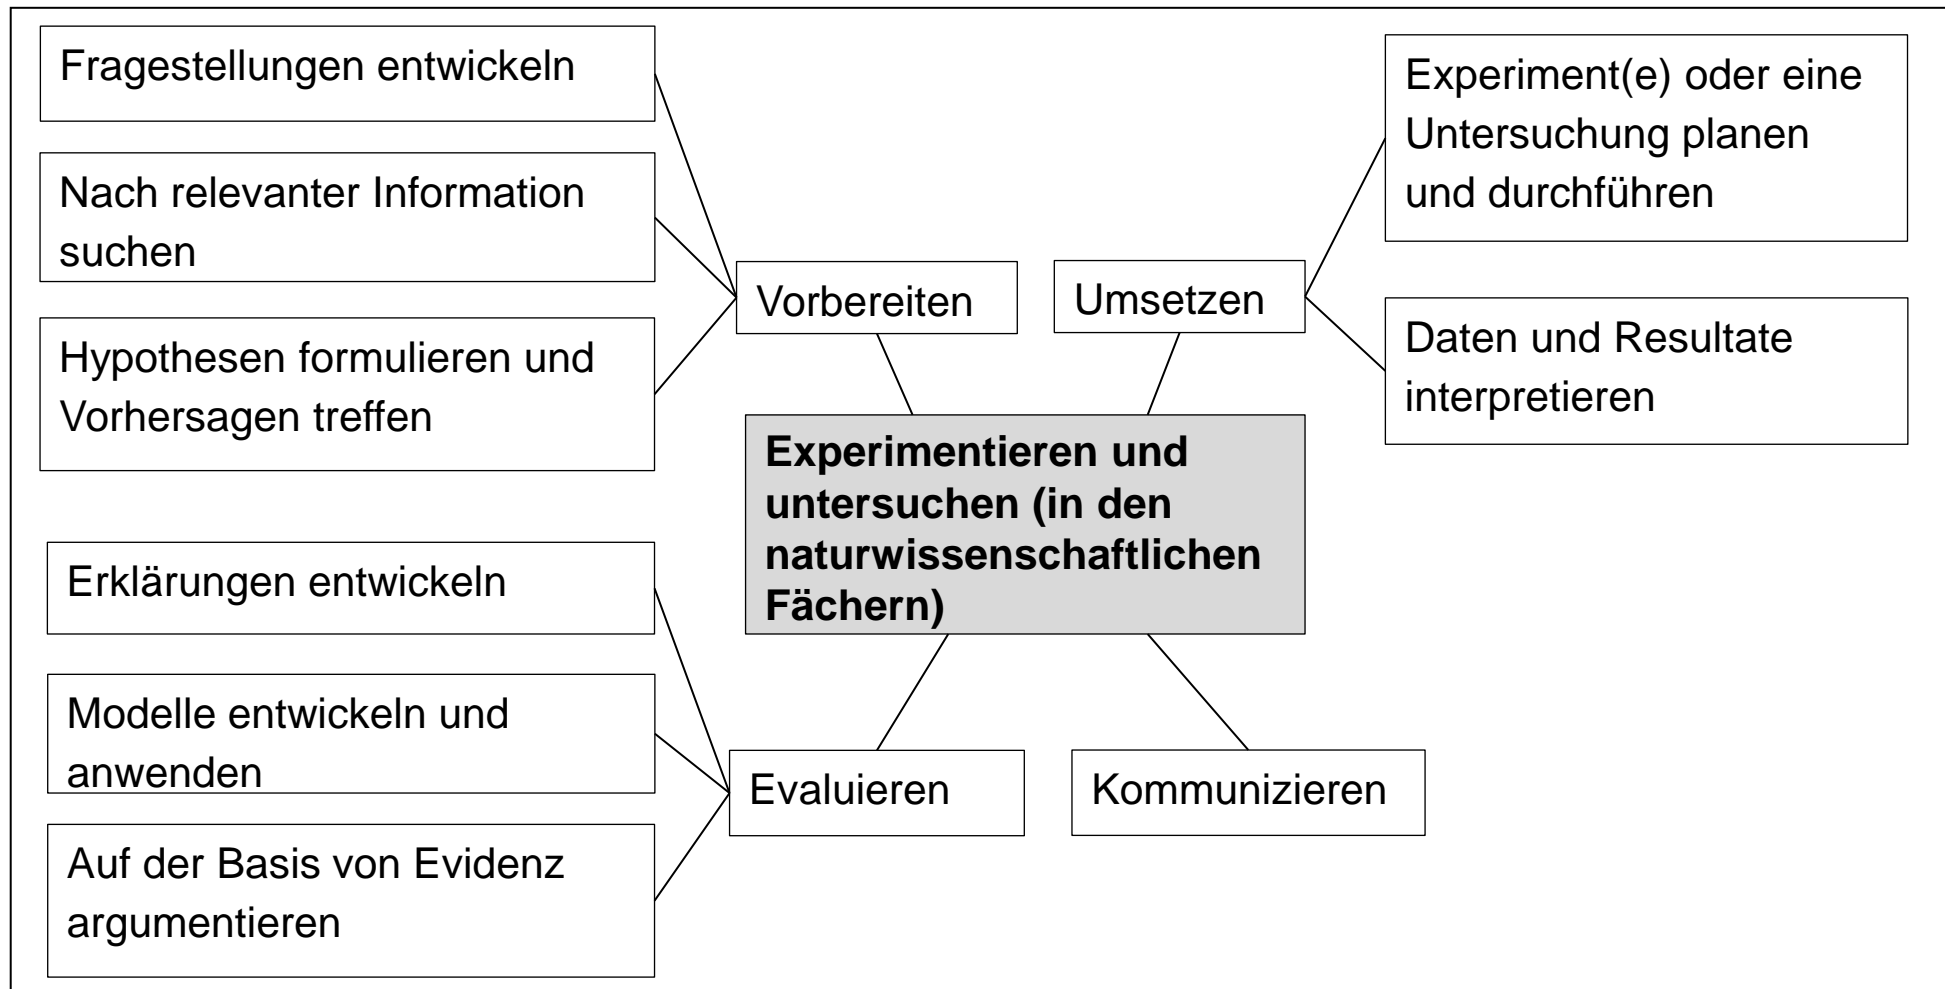 Fragestellungen entwickeln
Nach relevanter Information
suchen
Hypothesen formulieren und
Vorhersagen treffen
Vorbereiten
Umsetzen
Experiment(e) oder eine
Untersuchung planen
und durchführen
Daten und Resultate
interpretieren
Experimentieren und
untersuchen (in den
naturwissenschaftlichen
Fächern)
Erklärungen entwickeln
Modelle entwickeln und
anwenden
Auf der Basis von Evidenz
argumentieren
Evaluieren
Kommunizieren